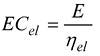 EC_el = E / η_el